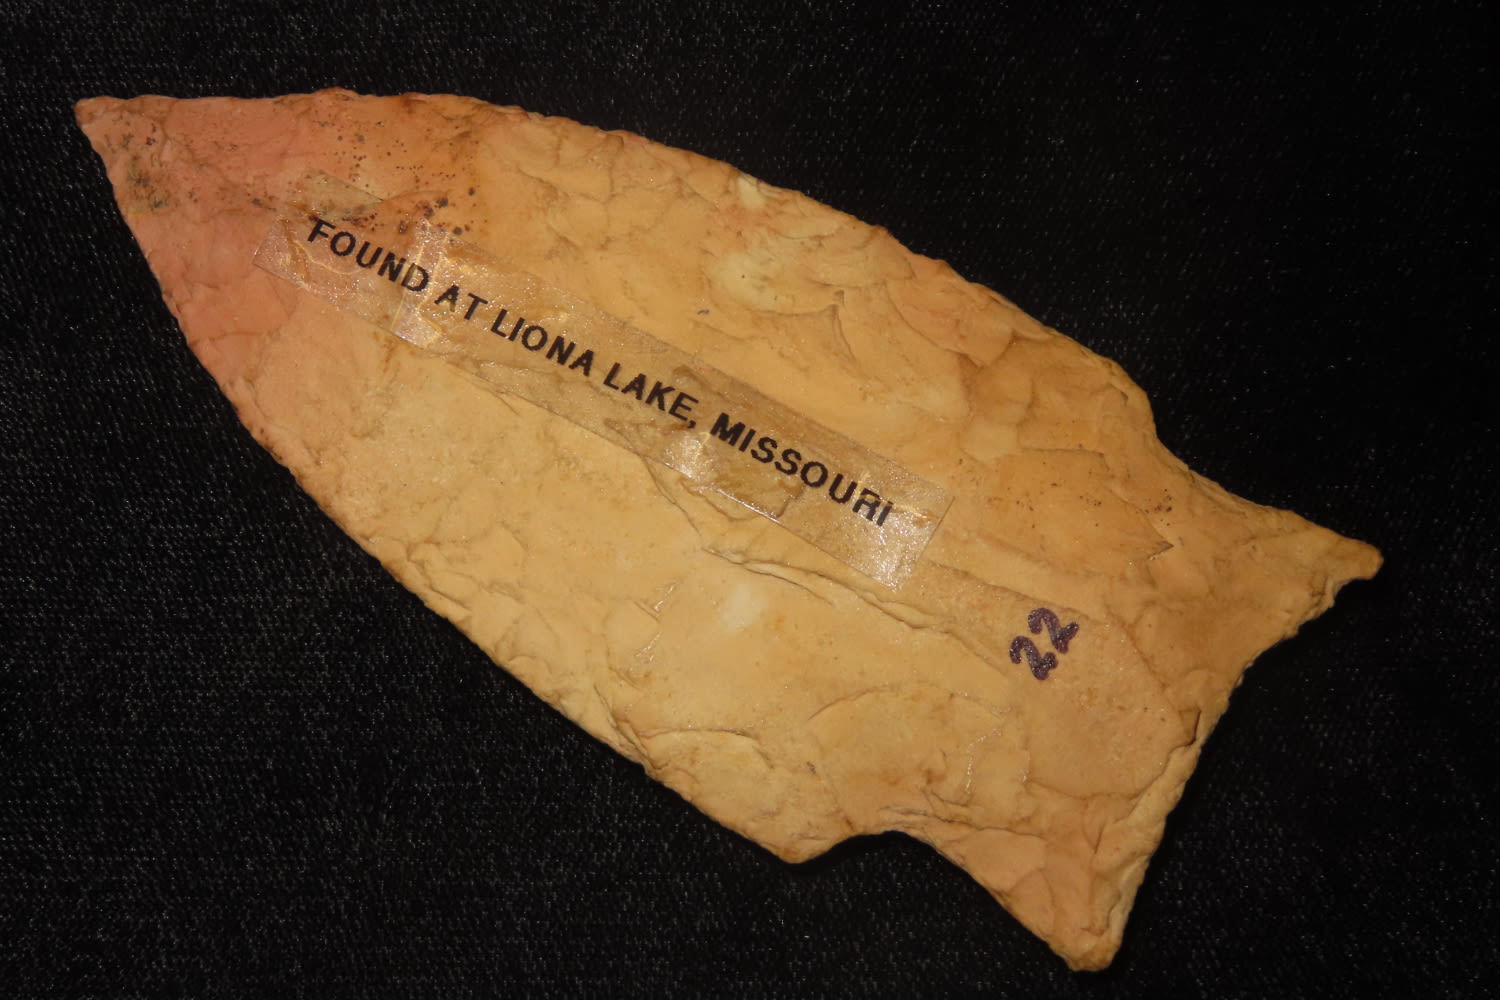 FOUND AT LIONA LAKE, MISSOURI
22